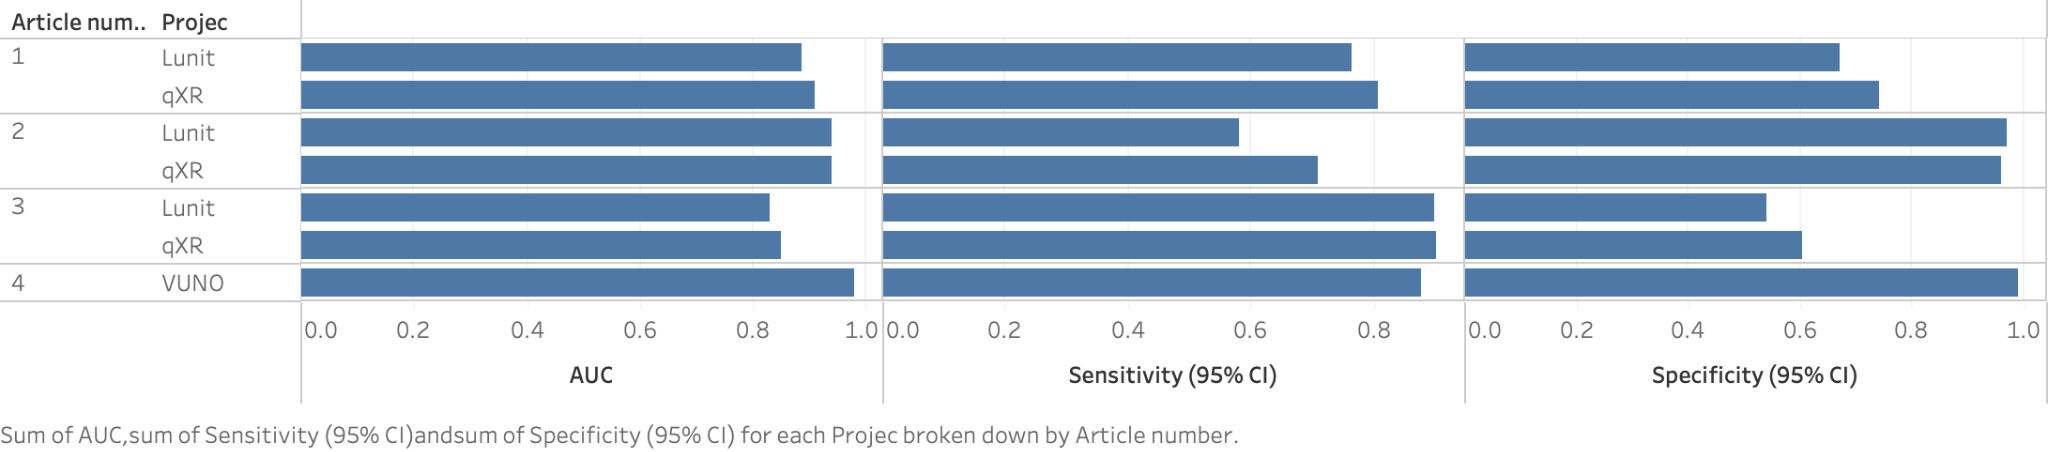 Article num.. Projec
1 Lunit
qXR
2 Lunit
qXR
3 Lunit
qXR
4 VUNO
0.0 0.2 0.4 0.6 0.8 1.0 0.0 0.2 0.4 0.6 0.8 0.0 0.2 0.4 0.6 0.8 1.0
AUC Sensitivity (95% CI) Specificity (95% CI)
Sum of AUC,sum of Sensitivity (95% CI)andsum of Specificity (95% CI) for each Projec broken down by Article number.